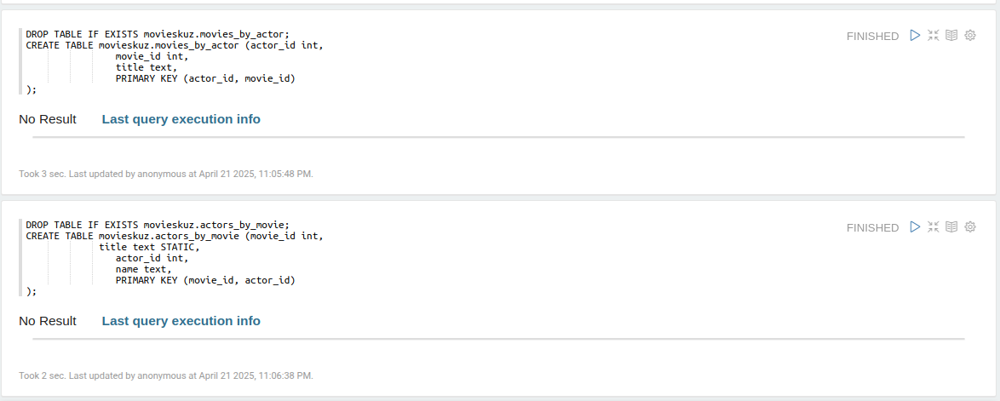 DROP TABLE IF EXISTS movieskuz.movies_by_actor;
CREATE TABLE movieskuz.movies_by_actor (actor_id int,
movie_id int,
title text,
PRIMARY KEY (actor_id, movie_id)
);
FINISHED
No Result Last query execution info
Took 3 sec. Last updated by anonymous at April 21 2025, 11:05:48 PM.
DROP TABLE IF EXISTS movieskuz.actors_by_movie;
CREATE TABLE movieskuz.actors_by_movie (movie_id int,
title text STATIC,
actor_id int,
name text,
PRIMARY KEY (movie_id, actor_id)
);
FINISHED
No Result Last query execution info
Took 2 sec. Last updated by anonymous at April 21 2025, 11:06:38 PM.